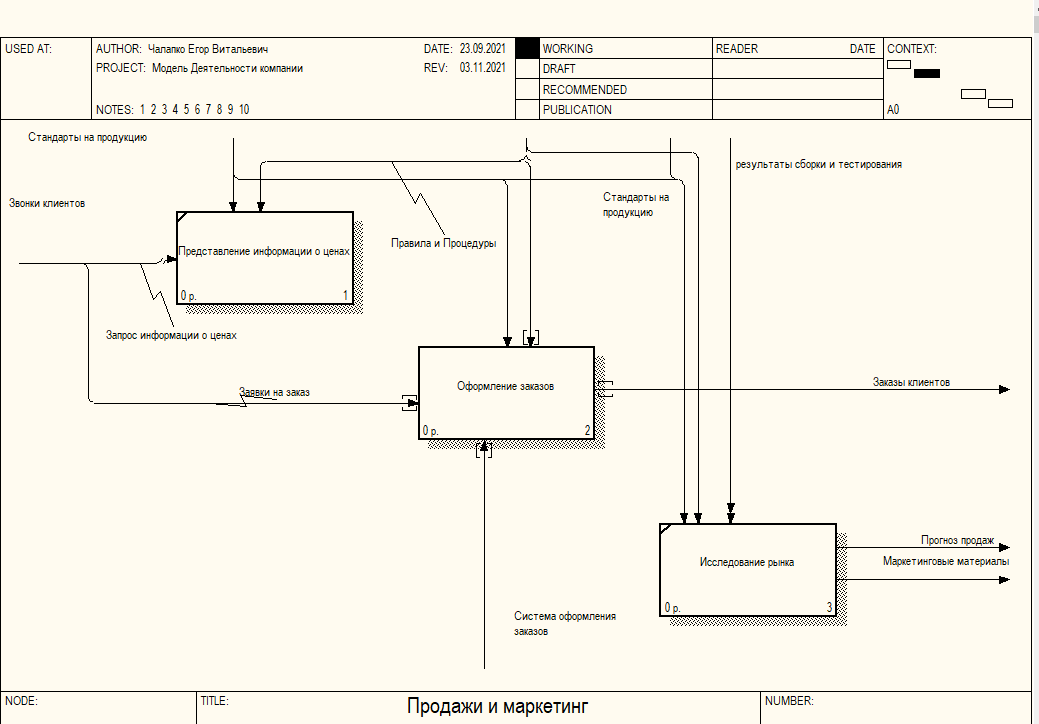 USED AT:
AUTHOR: Чалапко Егор Витальевич
DATE: 23.09.2021
PROJECT: Модель Деятельности компании
REV: 03.11.2021
NOTES: 1 2 3 4 5 6 7 8 9 10
WORKING
DRAFT
RECOMMENDED
PUBLICATION
READER DATE
CONTEXT:
A0
Стандарты на продукцию
результаты сборки и тестирования
Звонки клиентов
Стандарты на
продукцию
Правила и Процедуры
Представление информации о ценах
0 р. 1
Запрос информации о ценах
Заявки на заказ
Оформление заказов
0 р. 2
Заказы клиентов
Прогноз продаж
Маркетинговые материалы
Исследование рынка
0 р. 3
Система оформления
заказов
NODE:
TITLE:
Продажи и маркетинг
NUMBER: